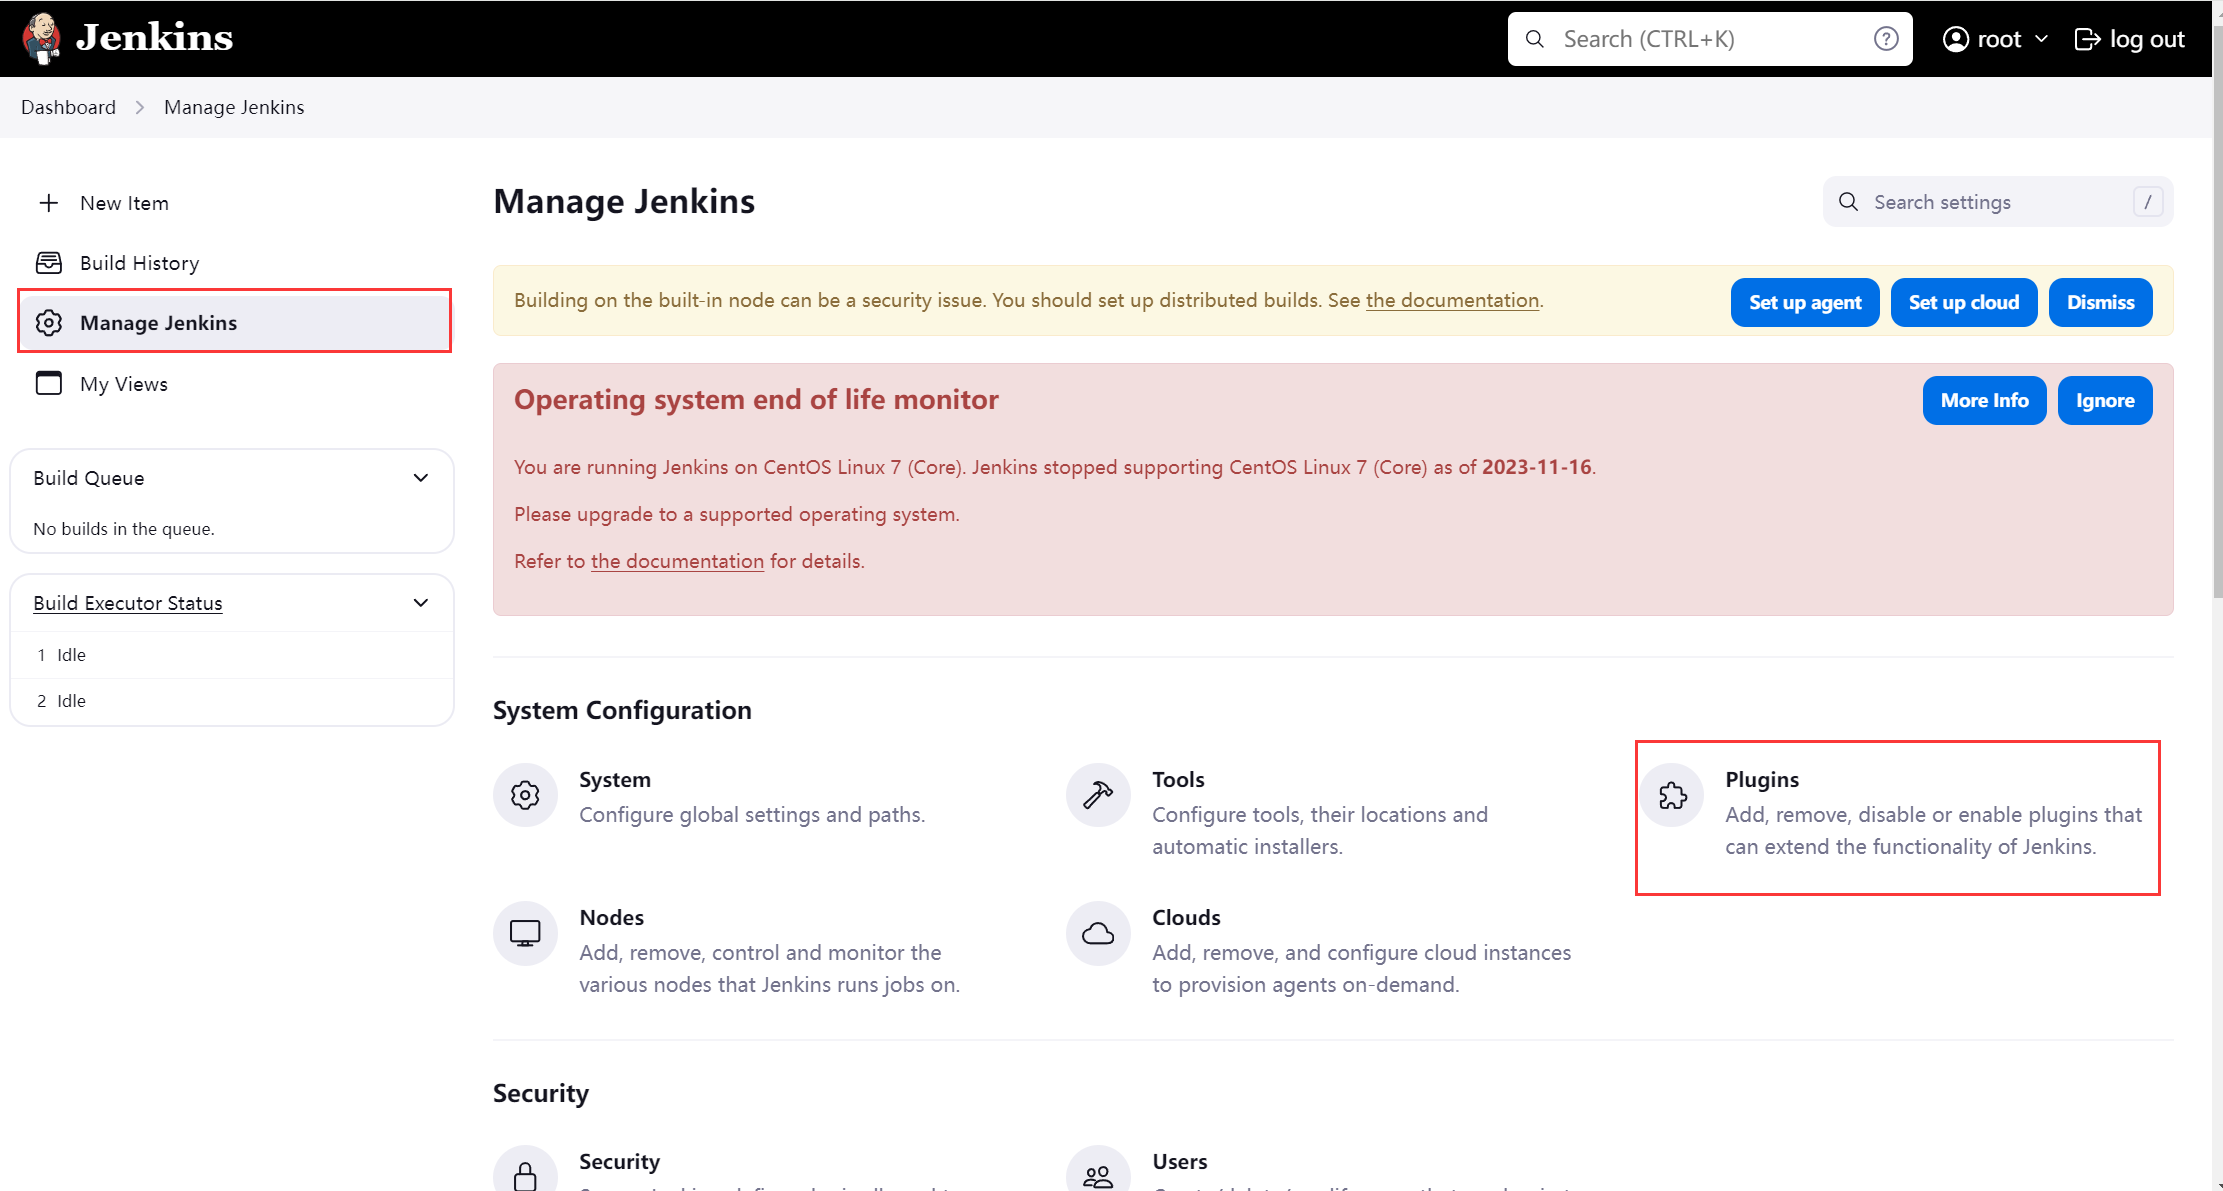 Jenkins
Search (CTRL+K)
root
log out
Dashboard
Manage Jenkins
New Item
Build History
Manage Jenkins
My Views
Build Queue
No builds in the queue.
Build Executor Status
1 Idle
2 Idle
Manage Jenkins
Search settings
/
Building on the built-in node can be a security issue. You should set up distributed builds. See the documentation.
Set up agent
Set up cloud
Dismiss
Operating system end of life monitor
More Info
Ignore
You are running Jenkins on CentOS Linux 7 (Core). Jenkins stopped supporting CentOS Linux 7 (Core) as of 2023-11-16.
Please upgrade to a supported operating system.
Refer to the documentation for details.
System Configuration
System
Configure global settings and paths.
Tools
Configure tools, their locations and
automatic installers.
Plugins
Add, remove, disable or enable plugins that
can extend the functionality of Jenkins.
Nodes
Add, remove, control and monitor the
various nodes that Jenkins runs jobs on.
Clouds
Add, remove, and configure cloud instances
to provision agents on-demand.
Security
Security
Users